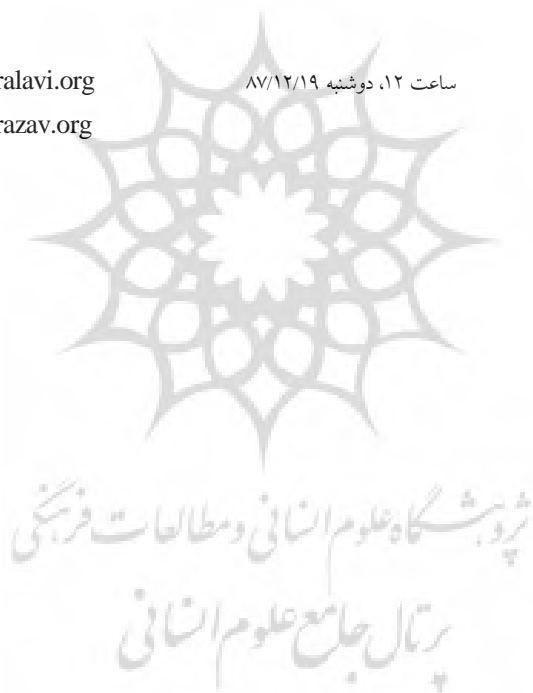 ralavi.org ساعت ۱۲، دوشنبه ۸۷/۱۲/۱۹
razav.org
پژوهشگاه علوم انسانی و مطالعات فرهنگی
پرتال جامع علوم انسانی